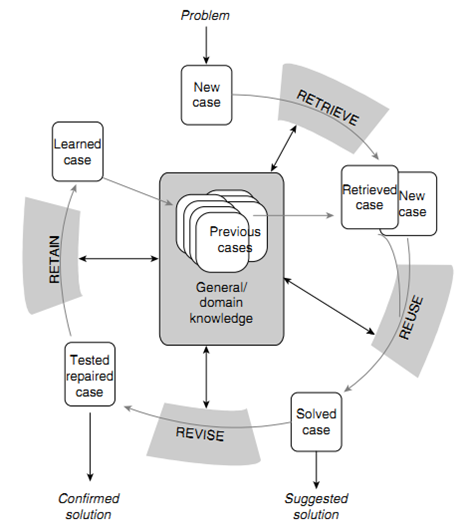 Problem
New
case
RETRIEVE
Learned
case
Retrieved
case
New
case
Previous
cases
General/
domain
knowledge
RETAIN
REUSE
Tested
repaired
case
REVISE
Solved
case
Confirmed
solution
Suggested
solution